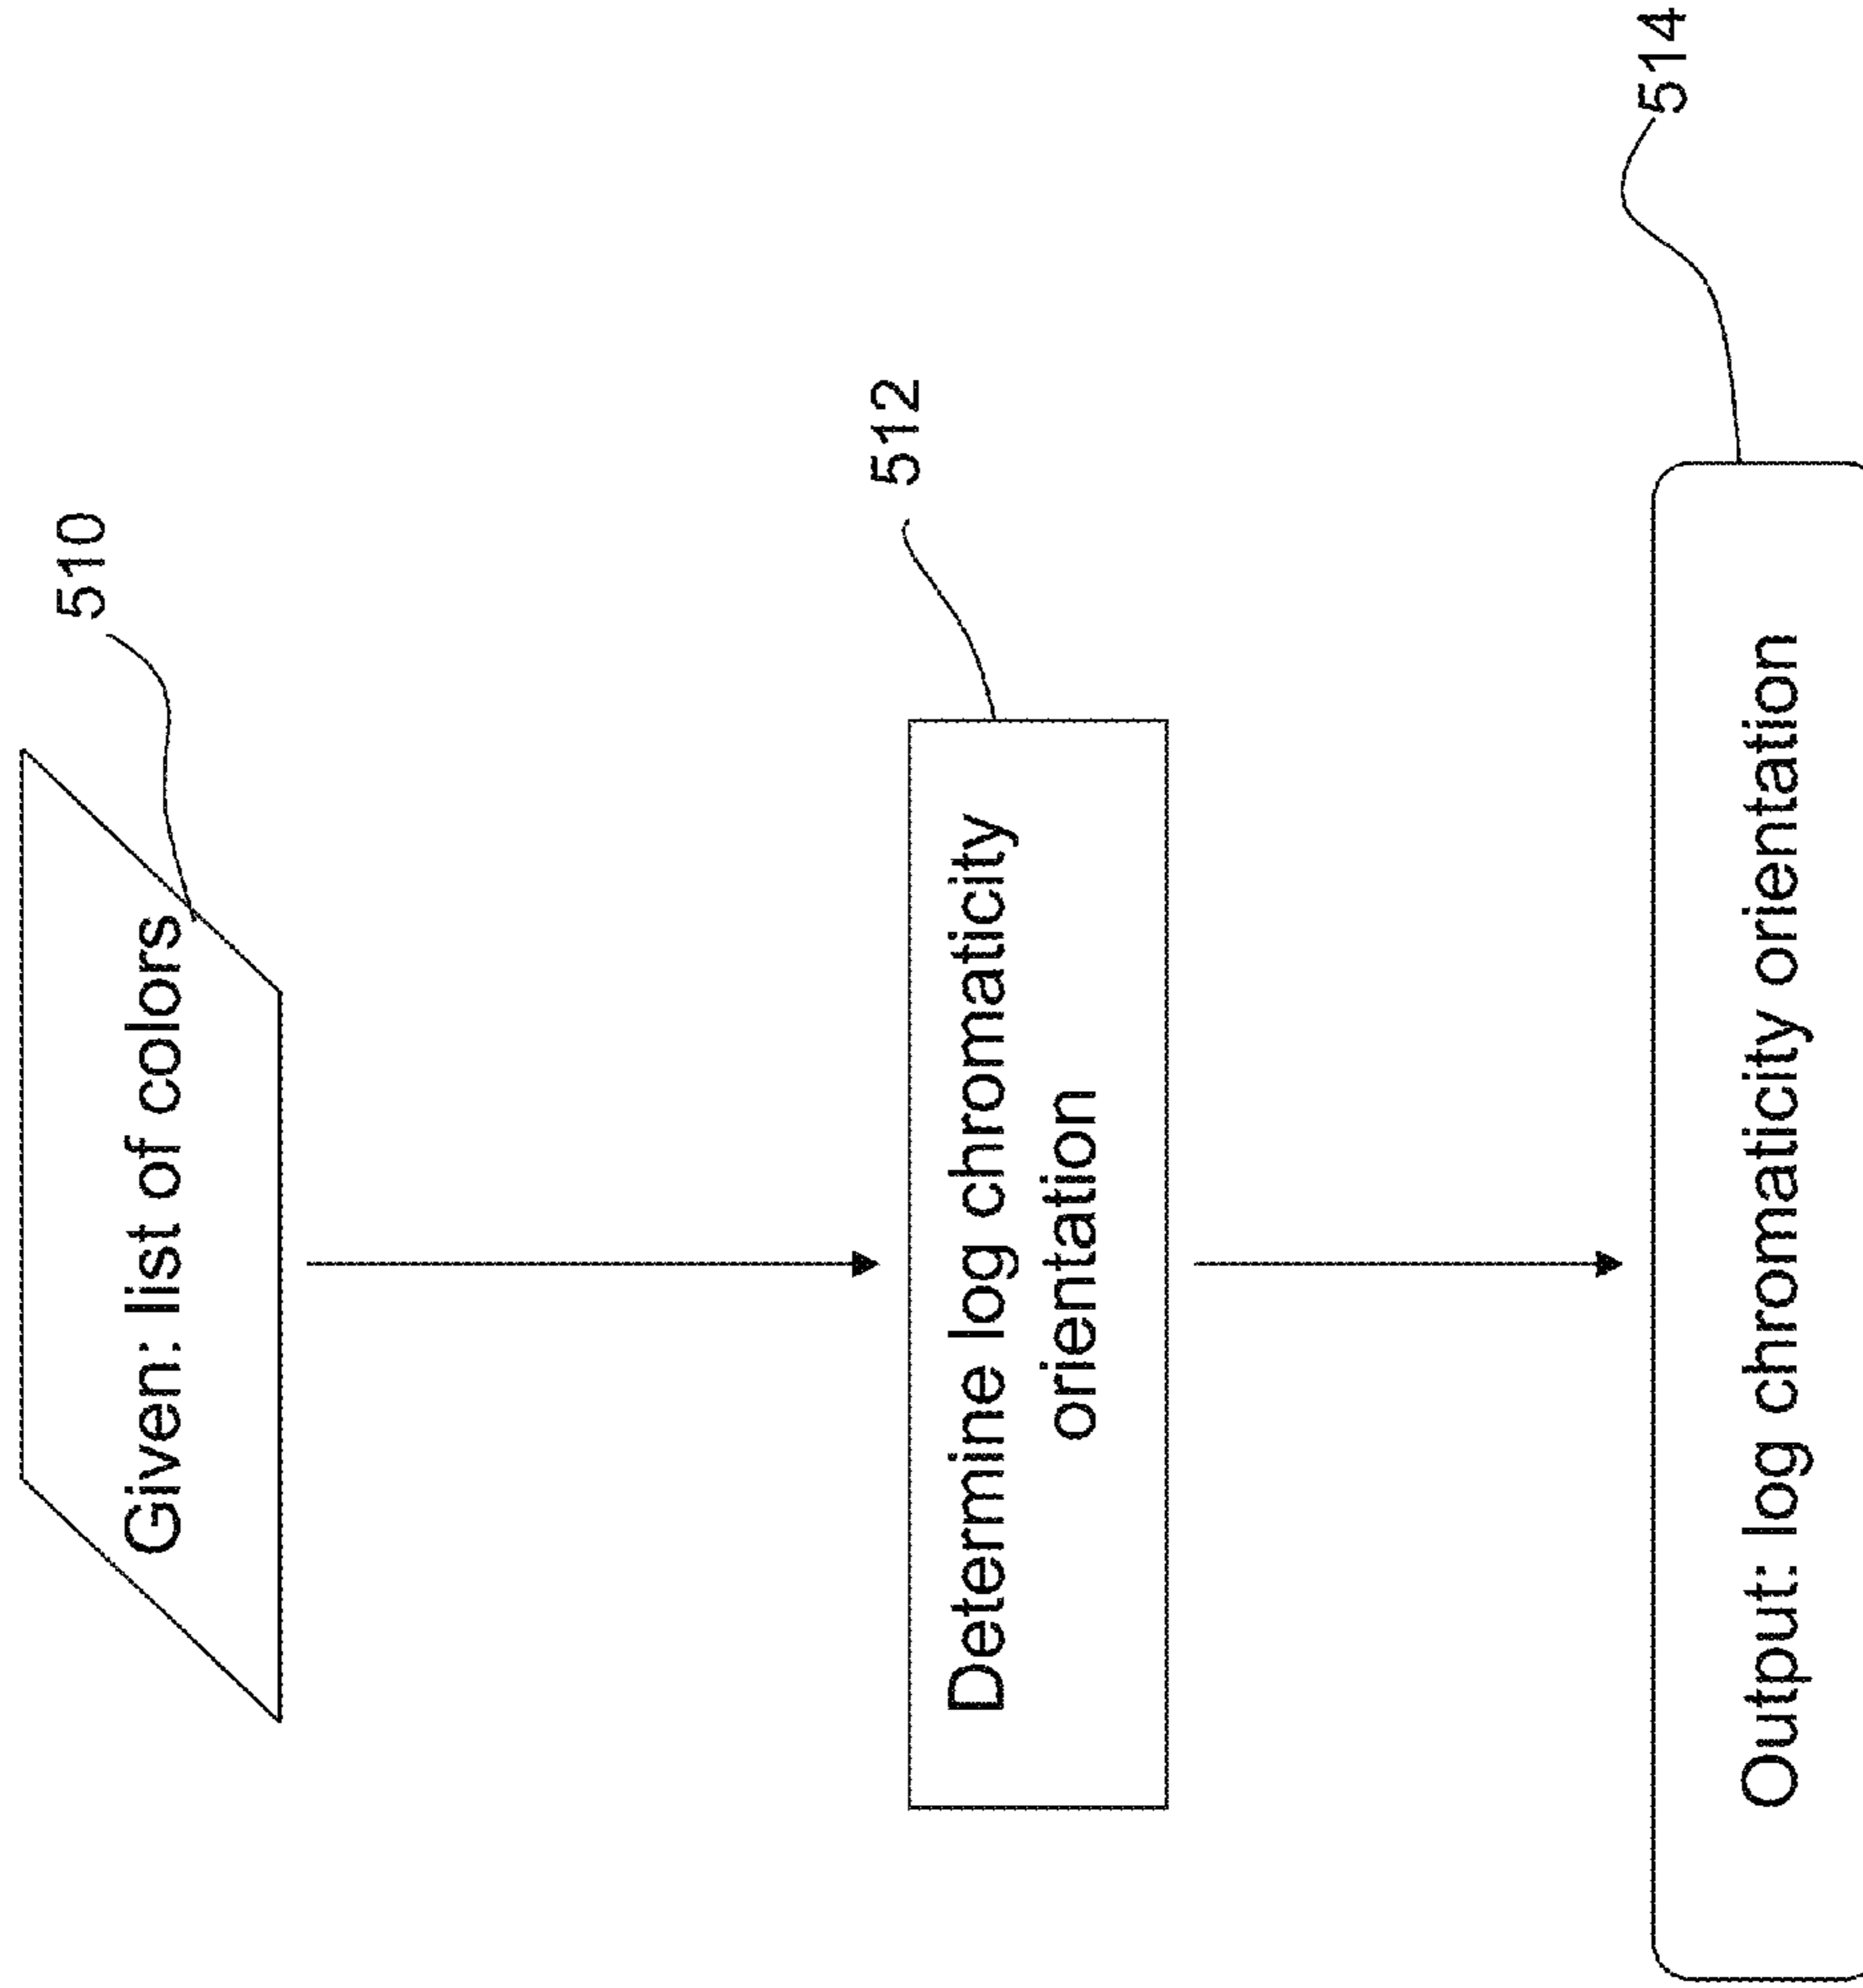 510
Given: list of colors
512
Determine log chromaticity
orientation
514
Output: log chromaticity orientation